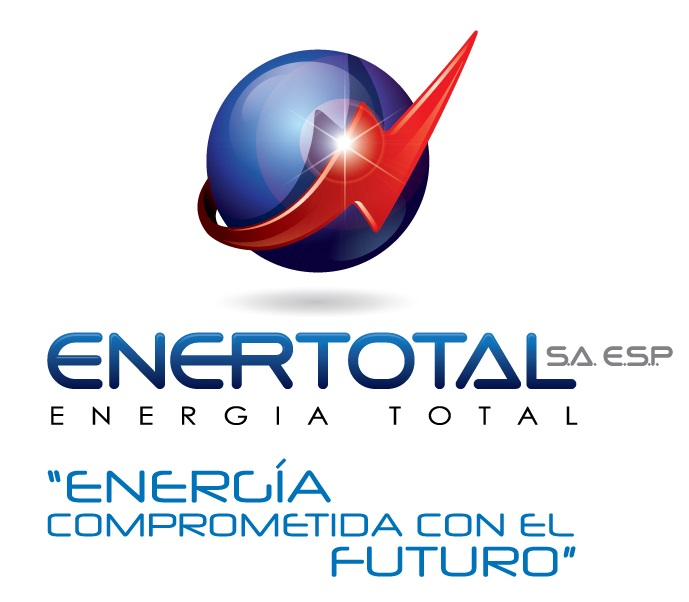 ENERTOTAL S.A. E.S.P
ENERGIA TOTAL
"ENERGÍA
COMPROMETIDA CON EL
FUTURO"